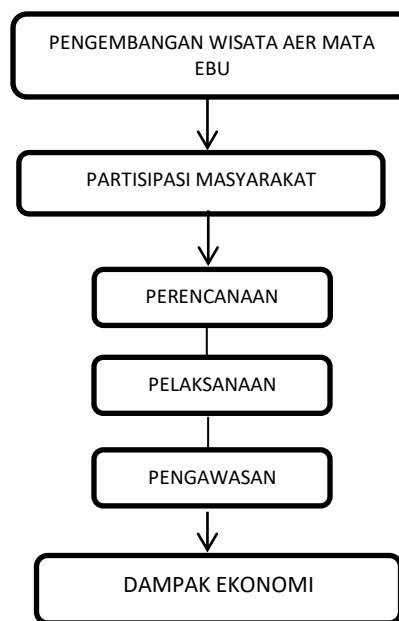 PENGEMBANGAN WISATA AER MATA
EBU
PARTISIPASI MASYARAKAT
PERENCANAAN
PELAKSANAAN
PENGAWASAN
DAMPAK EKONOMI